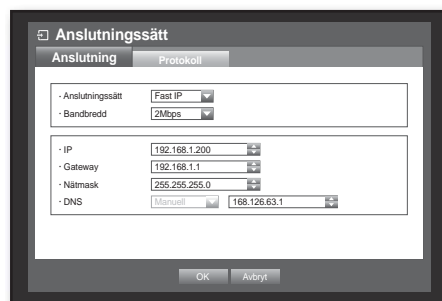 Anslutningssätt
Anslutning Protokoll
· Anslutningssätt Fast IP
· Bandbredd 2Mbps
· IP 192.168.1.200
· Gateway 192.168.1.1
· Nätmask 255.255.255.0
· DNS Manuell 168.126.63.1
OK Avbryt